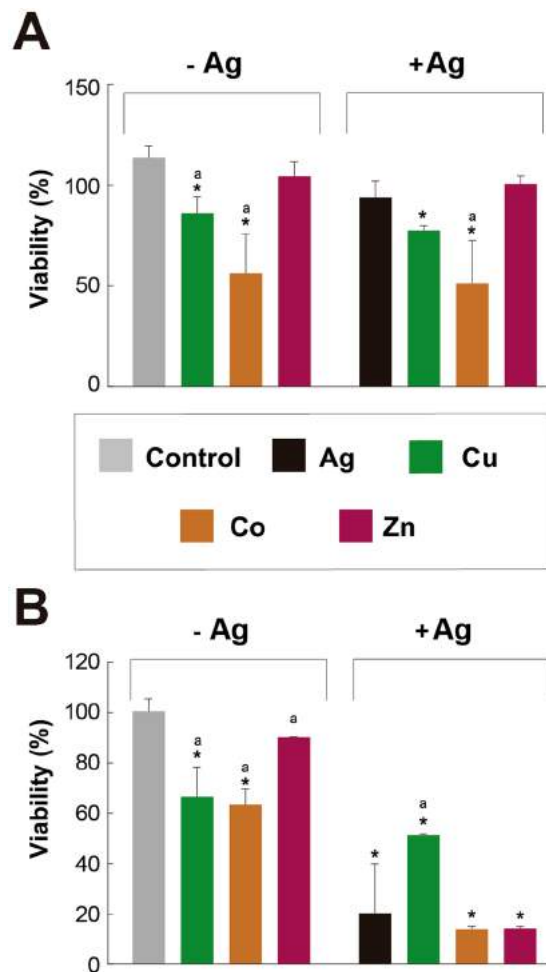 A
- Ag +Ag
150
100
50
0
Viability (%)
a a a
* * * *
Control Ag Cu
Co Zn
B
- Ag +Ag
120
100
80
60
40
20
0
Viability (%)
a a a a
* * * * * *